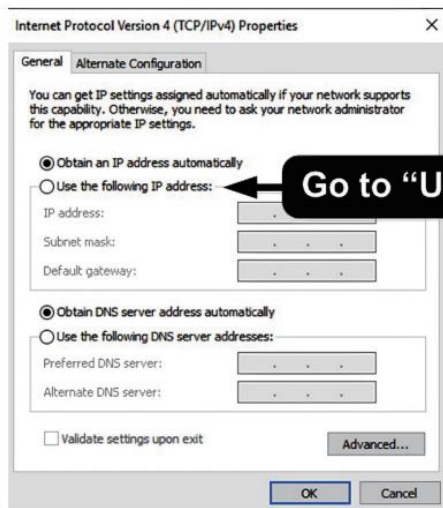 Internet Protocol Version 4 (TCP/IPv4) Properties
General
Alternate Configuration
You can get IP settings assigned automatically if your network supports
this capability. Otherwise, you need to ask your network administrator
for the appropriate IP settings.
Obtain an IP address automatically
Use the following IP address:
Go to “U
IP address:
Subnet mask:
Default gateway:
Obtain DNS server address automatically
Use the following DNS server addresses:
Preferred DNS server:
Alternate DNS server:
Validate settings upon exit
Advanced...
OK
Cancel